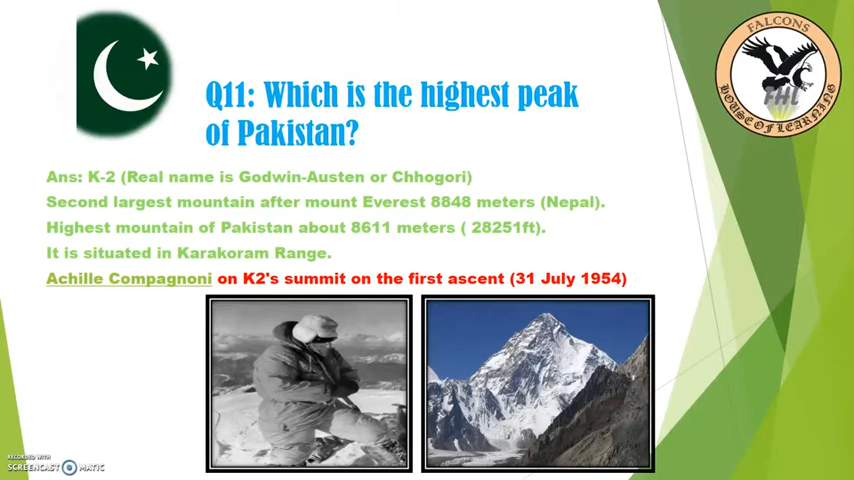 FALCONS
FHL
HOUSE OF LEARNING
Q11: Which is the highest peak
of Pakistan?
Ans: K-2 (Real name is Godwin-Austen or Chhogori)
Second largest mountain after mount Everest 8848 meters (Nepal).
Highest mountain of Pakistan about 8611 meters ( 28251ft).
It is situated in Karakoram Range.
Achille Compagnoni on K2's summit on the first ascent (31 July 1954)
RECORDED WITH
SCREENCAST MATIC